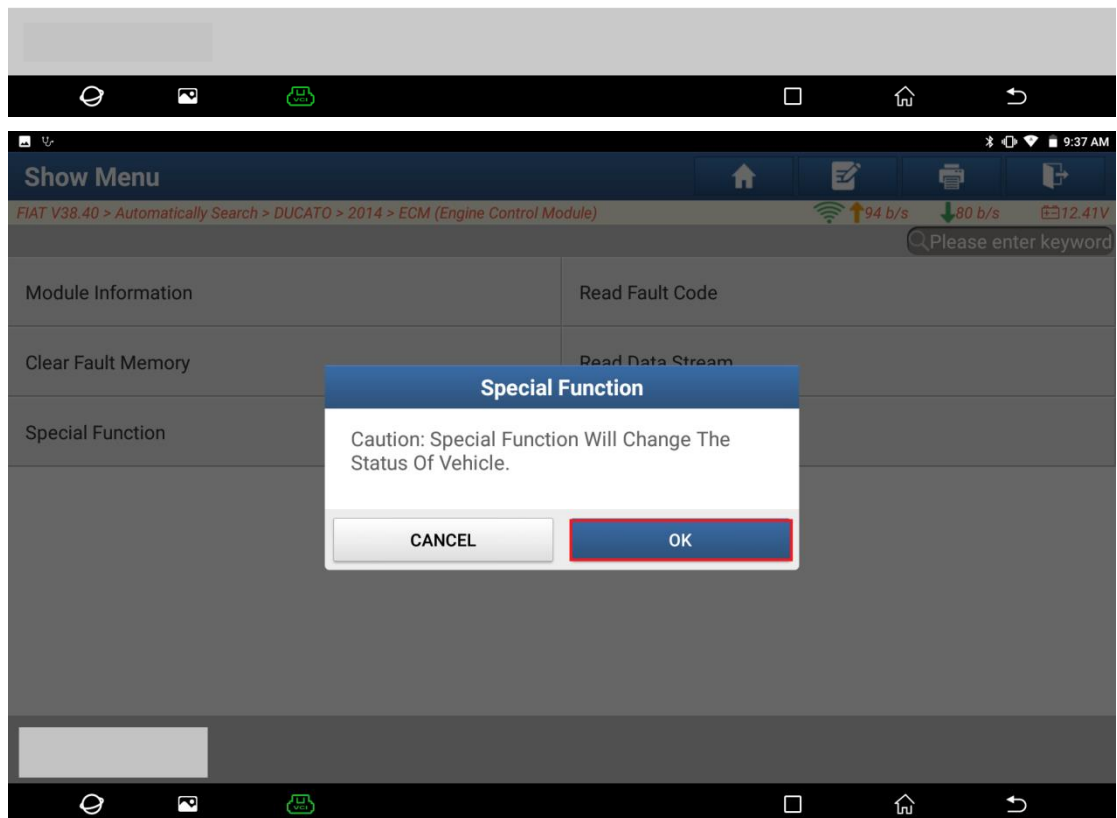 VCI
9:37 AM
Show Menu
FIAT V38.40 > Automatically Search > DUCATO > 2014 > ECM (Engine Control Module)
94 b/s
80 b/s
12.41V
Please enter keyword
Module Information
Read Fault Code
Clear Fault Memory
Read Data Stream
Special Function
Special Function
Caution: Special Function Will Change The
Status Of Vehicle.
CANCEL
OK
VCI